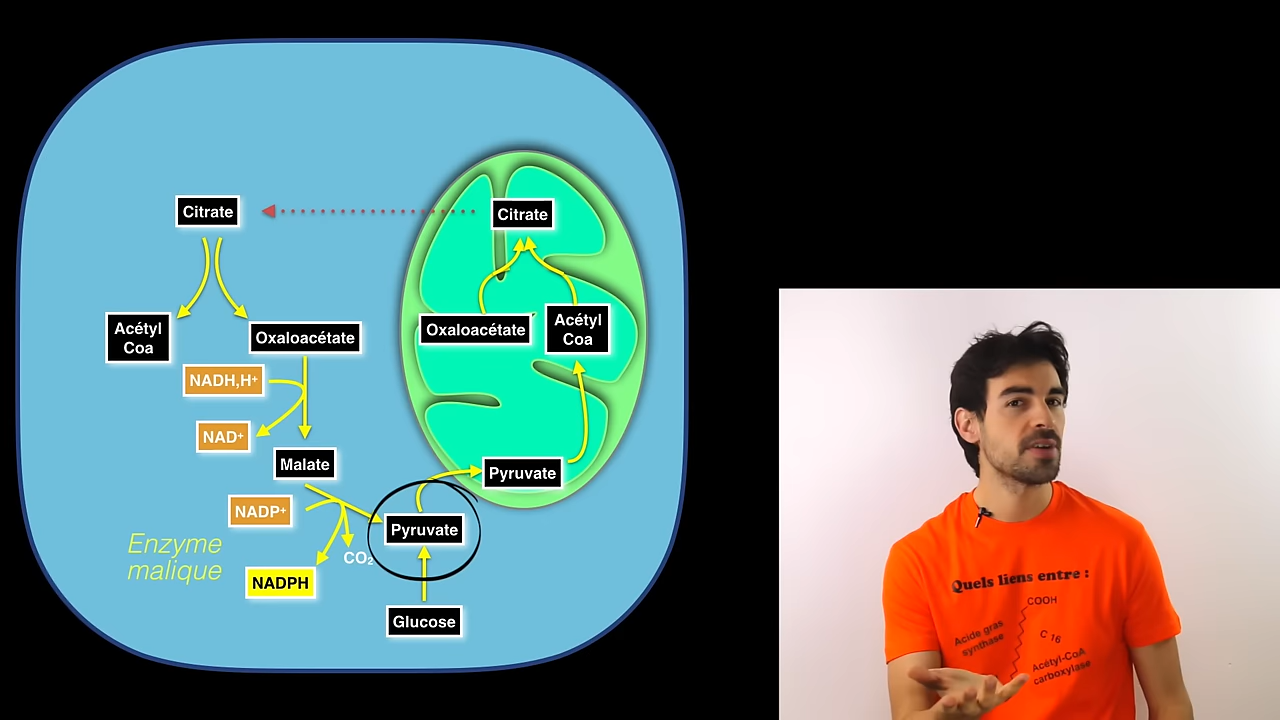 Citrate
Citrate
Acétyl
Coa
Oxaloacétate
Oxaloacétate
Acétyl
Coa
NADH,H+
NAD+
Malate
Pyruvate
NADP+
Pyruvate
Enzyme
malique
CO₂
NADPH
Glucose
Quels liens entre :
COOH
Acide gras
synthase
C 16
Acétyl-CoA
carboxylase